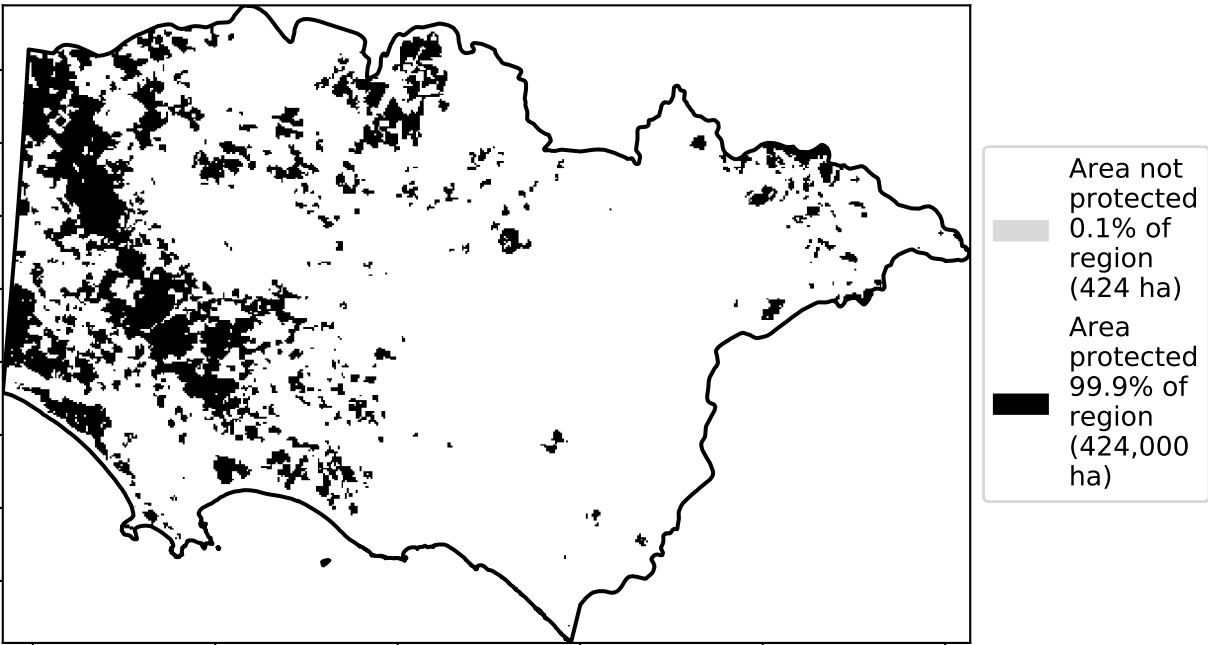 Area not
protected
0.1% of
region
(424 ha)
Area
protected
99.9% of
region
(424,000
ha)